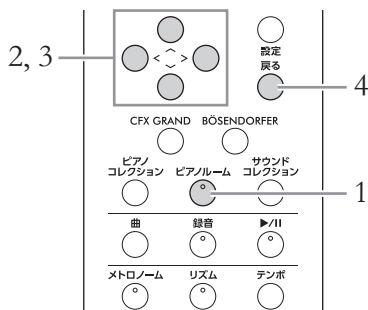 2, 3
< ^ v >
設定
戻る
4
CFX GRAND BÖSENDORFER
ピアノ
コレクション
ピアノルーム
サウンド
コレクション
1
曲 録音 ▶/II
メトロノーム リズム テンポ